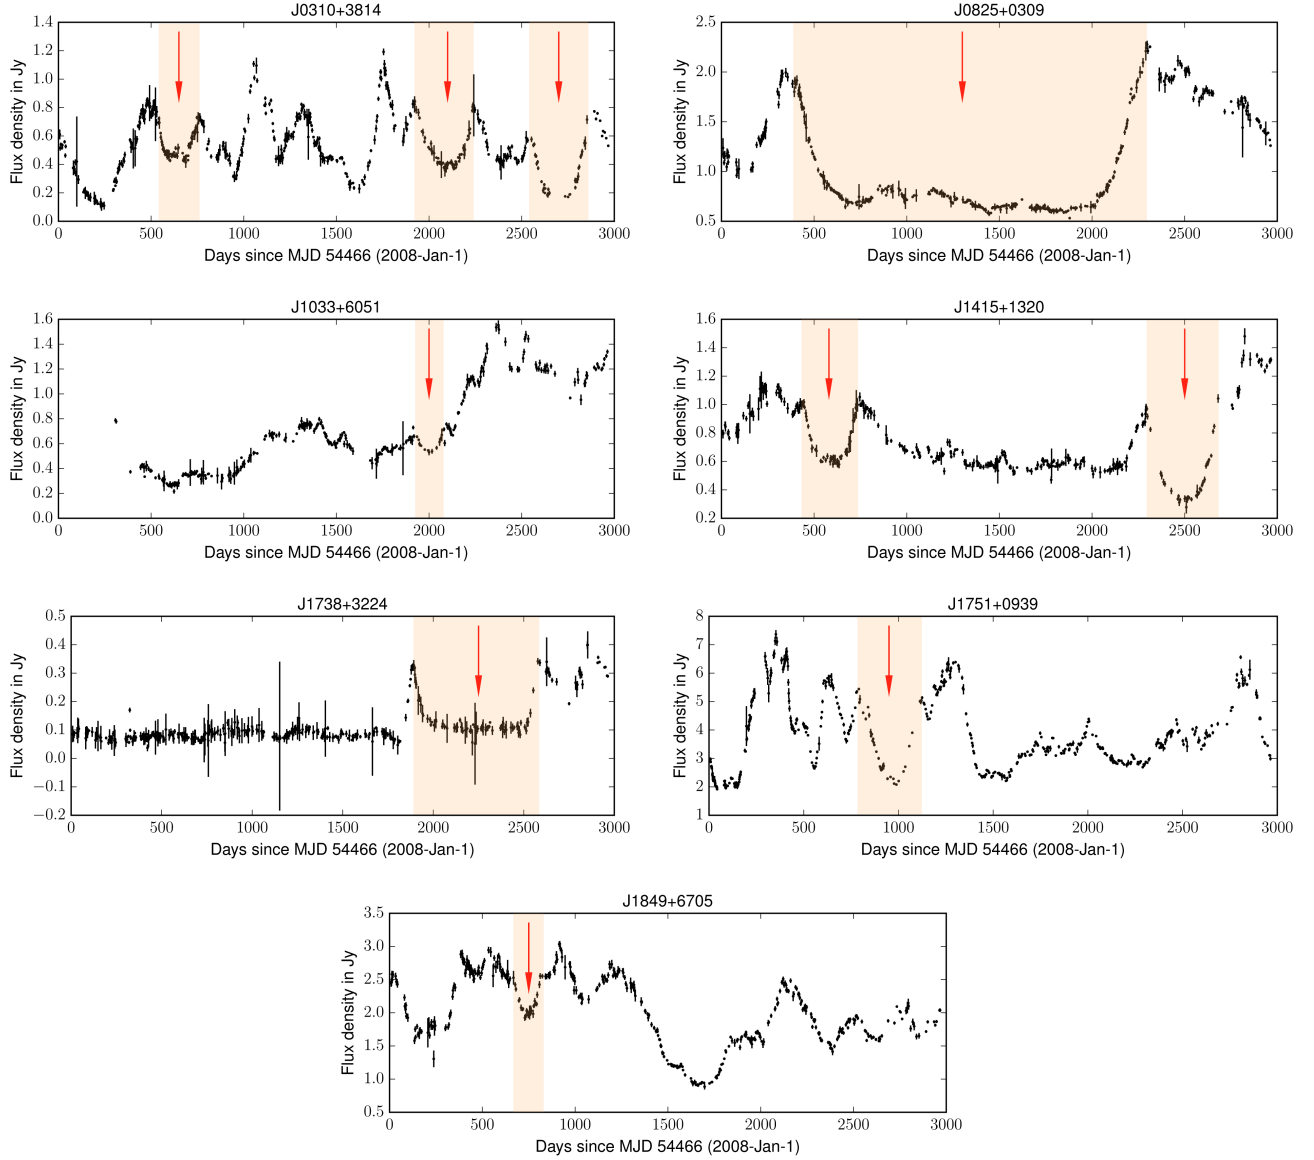 J0310+3814
1.4
1.2
1.0
0.8
0.6
0.4
0.2
0.0
Flux density in Jy
0 500 1000 1500 2000 2500 3000
Days since MJD 54466 (2008-Jan-1)
J0825+0309
2.5
2.0
1.5
1.0
0.5
Flux density in Jy
0 500 1000 1500 2000 2500 3000
Days since MJD 54466 (2008-Jan-1)
J1033+6051
1.6
1.4
1.2
1.0
0.8
0.6
0.4
0.2
0.0
Flux density in Jy
0 500 1000 1500 2000 2500 3000
Days since MJD 54466 (2008-Jan-1)
J1415+1320
1.6
1.4
1.2
1.0
0.8
0.6
0.4
0.2
Flux density in Jy
0 500 1000 1500 2000 2500 3000
Days since MJD 54466 (2008-Jan-1)
J1738+3224
0.5
0.4
0.3
0.2
0.1
0.0
−0.1
−0.2
Flux density in Jy
0 500 1000 1500 2000 2500 3000
Days since MJD 54466 (2008-Jan-1)
J1751+0939
8
7
6
5
4
3
2
1
Flux density in Jy
0 500 1000 1500 2000 2500 3000
Days since MJD 54466 (2008-Jan-1)
J1849+6705
3.5
3.0
2.5
2.0
1.5
1.0
0.5
Flux density in Jy
0 500 1000 1500 2000 2500 3000
Days since MJD 54466 (2008-Jan-1)